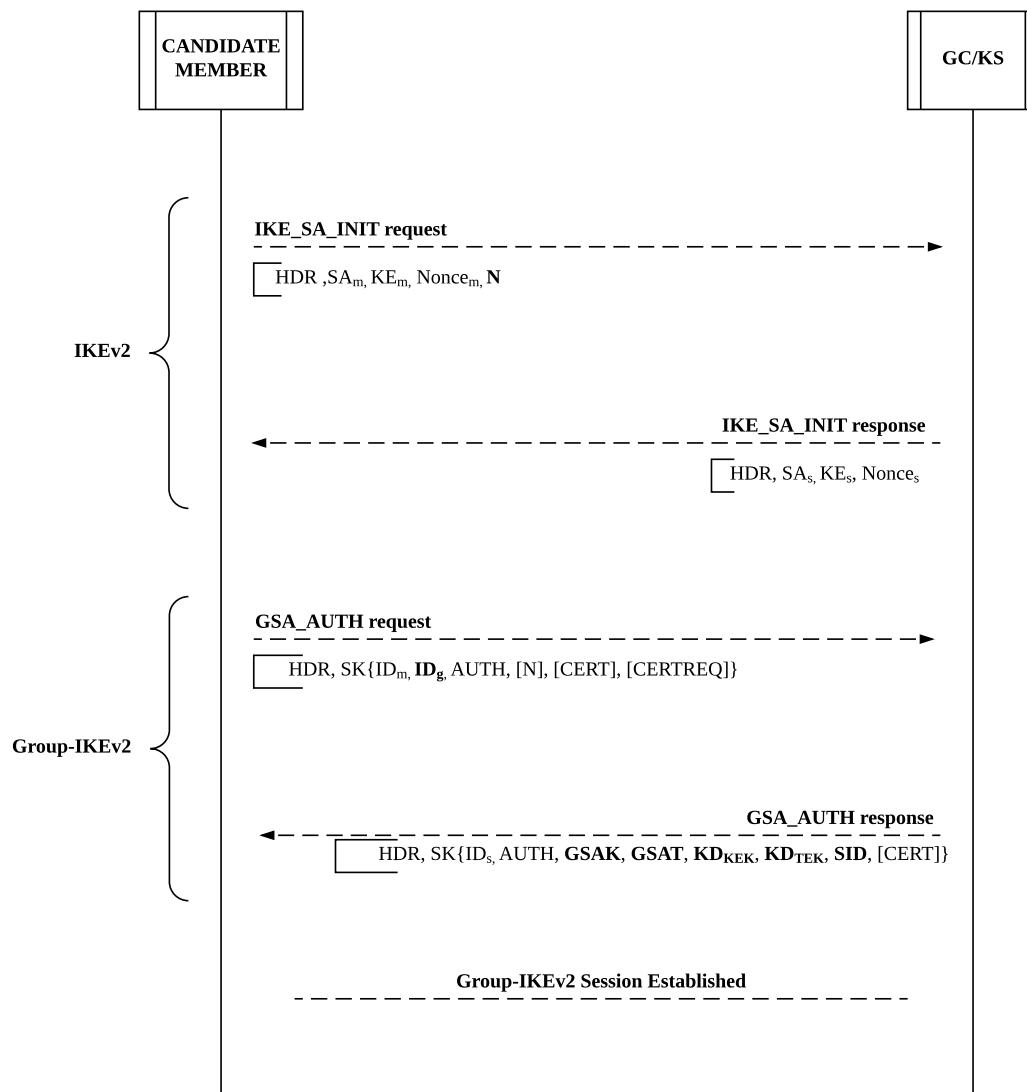 CANDIDATE
MEMBER
GC/KS
IKE_SA_INIT request
HDR ,SAm, KEm, Noncem, N
IKEv2
IKE_SA_INIT response
HDR, SAs, KEs, Nonces
GSA_AUTH request
HDR, SK{IDm, IDg, AUTH, [N], [CERT], [CERTREQ]}
Group-IKEv2
GSA_AUTH response
HDR, SK{IDs, AUTH, GSAK, GSAT, KDKEK, KDTEK, SID, [CERT]}
Group-IKEv2 Session Established